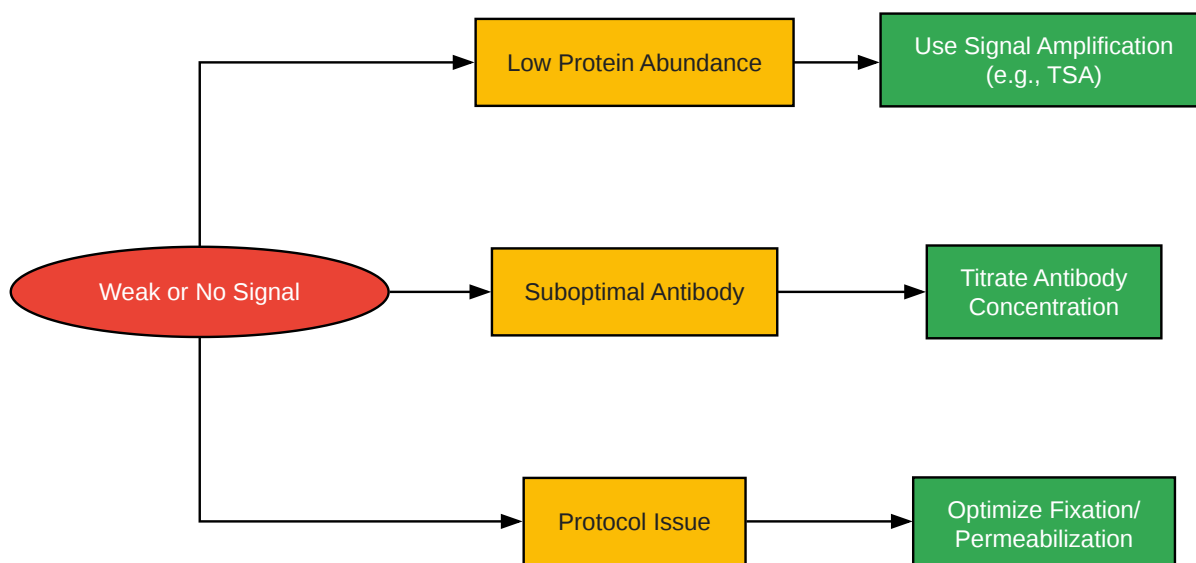 Low Protein Abundance
Use Signal Amplification
(e.g., TSA)
Weak or No Signal
Suboptimal Antibody
Titrate Antibody
Concentration
Protocol Issue
Optimize Fixation/
Permeabilization